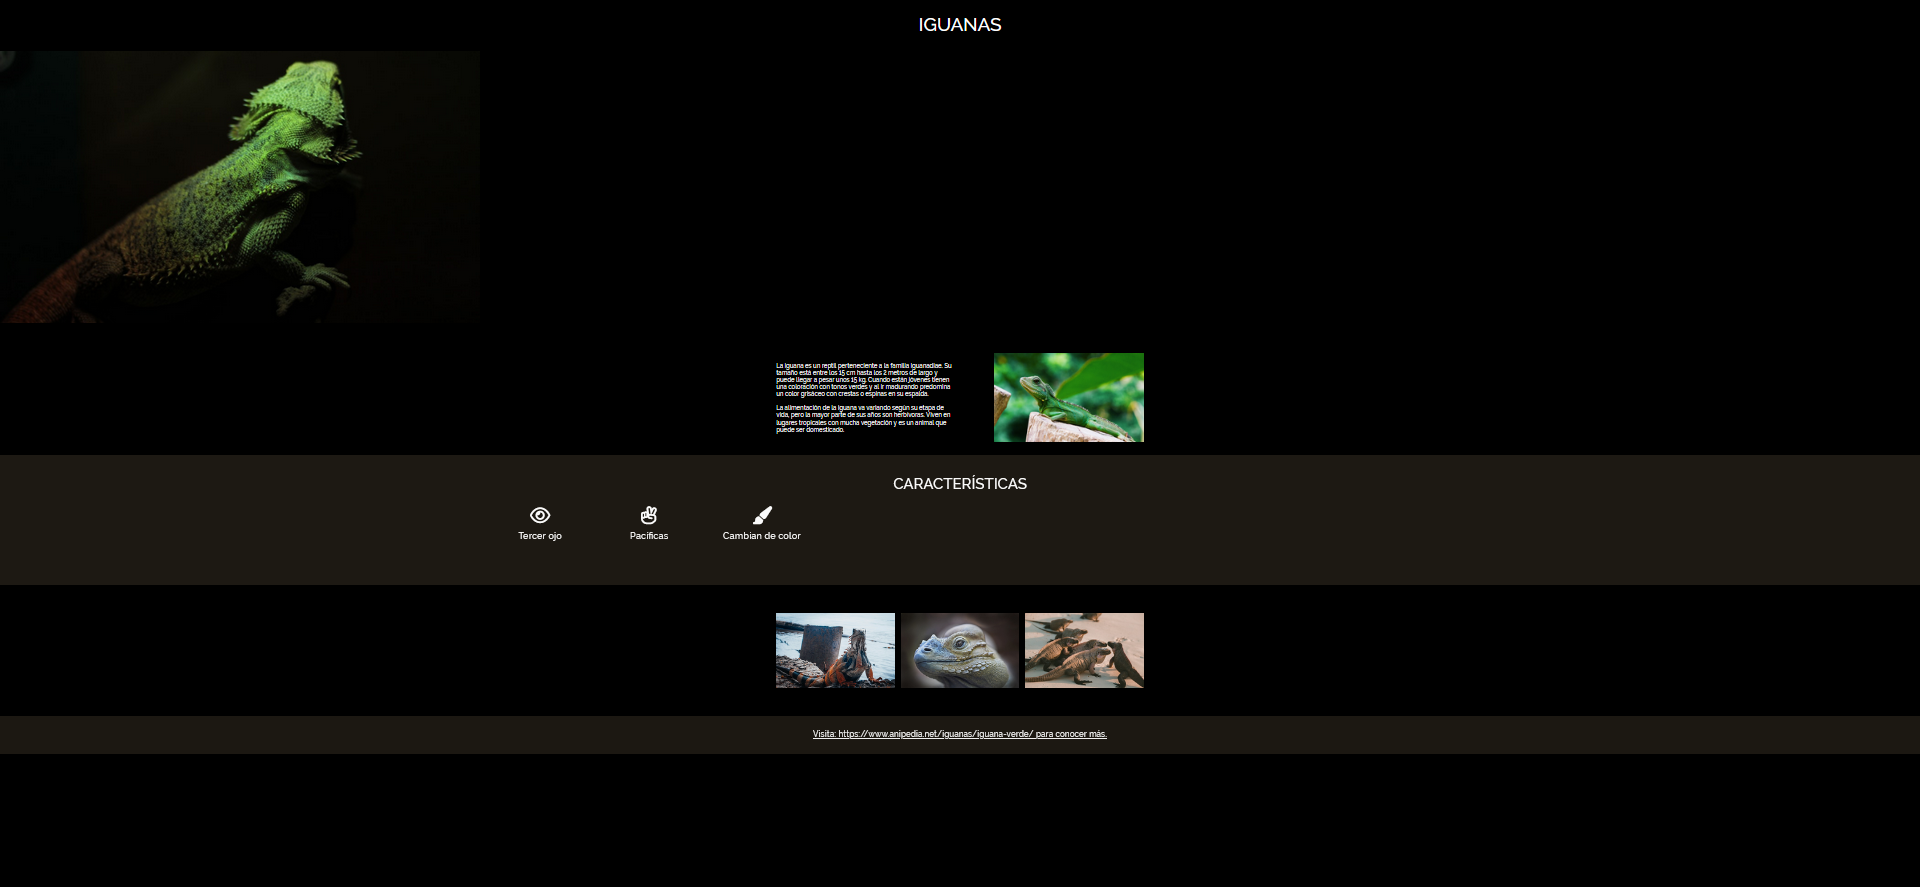 IGUANAS
La iguana es un reptil perteneciente a la familia iguanadiae. Su
tamaño está entre los 15 cm hasta los 2 metros de largo y
puede llegar a pesar unos 15 kg. Cuando están jóvenes tienen
una coloración con tonos verdes y al ir madurando predomina
un color grisáceo con crestas o espinas en su espalda.
La alimentación de la iguana va variando según su etapa de
vida, pero la mayor parte de sus años son herbívoras. Viven en
lugares tropicales con mucha vegetación y es un animal que
puede ser domesticado.
CARACTERÍSTICAS
Tercer ojo
Pacíficas
Cambian de color
Visita: https://www.anipedia.net/iguanas/iguana-verde/ para conocer más.